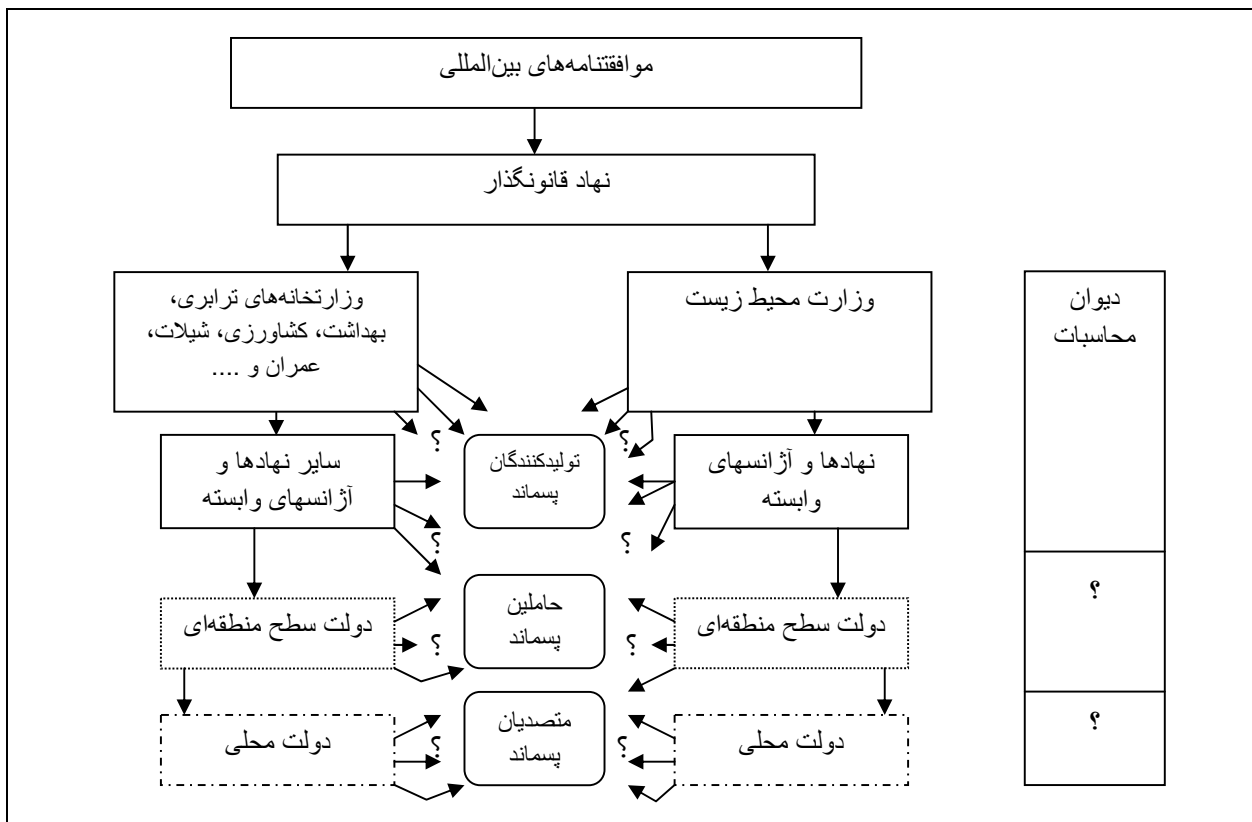 موافقتنامه‌های بین‌المللی
نهاد قانونگذار
وزارت محیط زیست
وزارتخانه‌های ترابری،
بهداشت، کشاورزی، شیلات،
عمران و ....
دیوان
محاسبات
؟
؟
نهادها و آژانسهای
وابسته
تولیدکنندگان
پسماند
سایر نهادها و
آژانسهای وابسته
؟
؟
؟
دولت سطح منطقه‌ای
؟
حاملین
پسماند
؟
دولت سطح منطقه‌ای
؟
دولت محلی
؟
متصدیان
پسماند
؟
دولت محلی